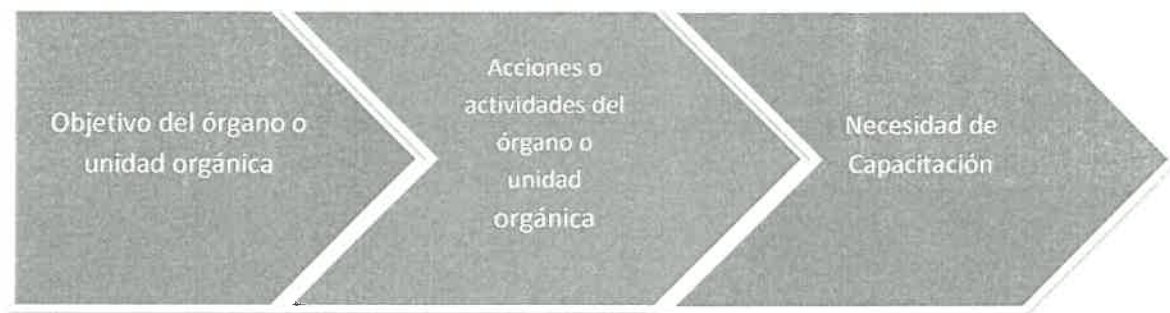 Objetivo del órgano o
unidad orgánica
Acciones o
actividades del
órgano o
unidad
orgánica
Necesidad de
Capacitación